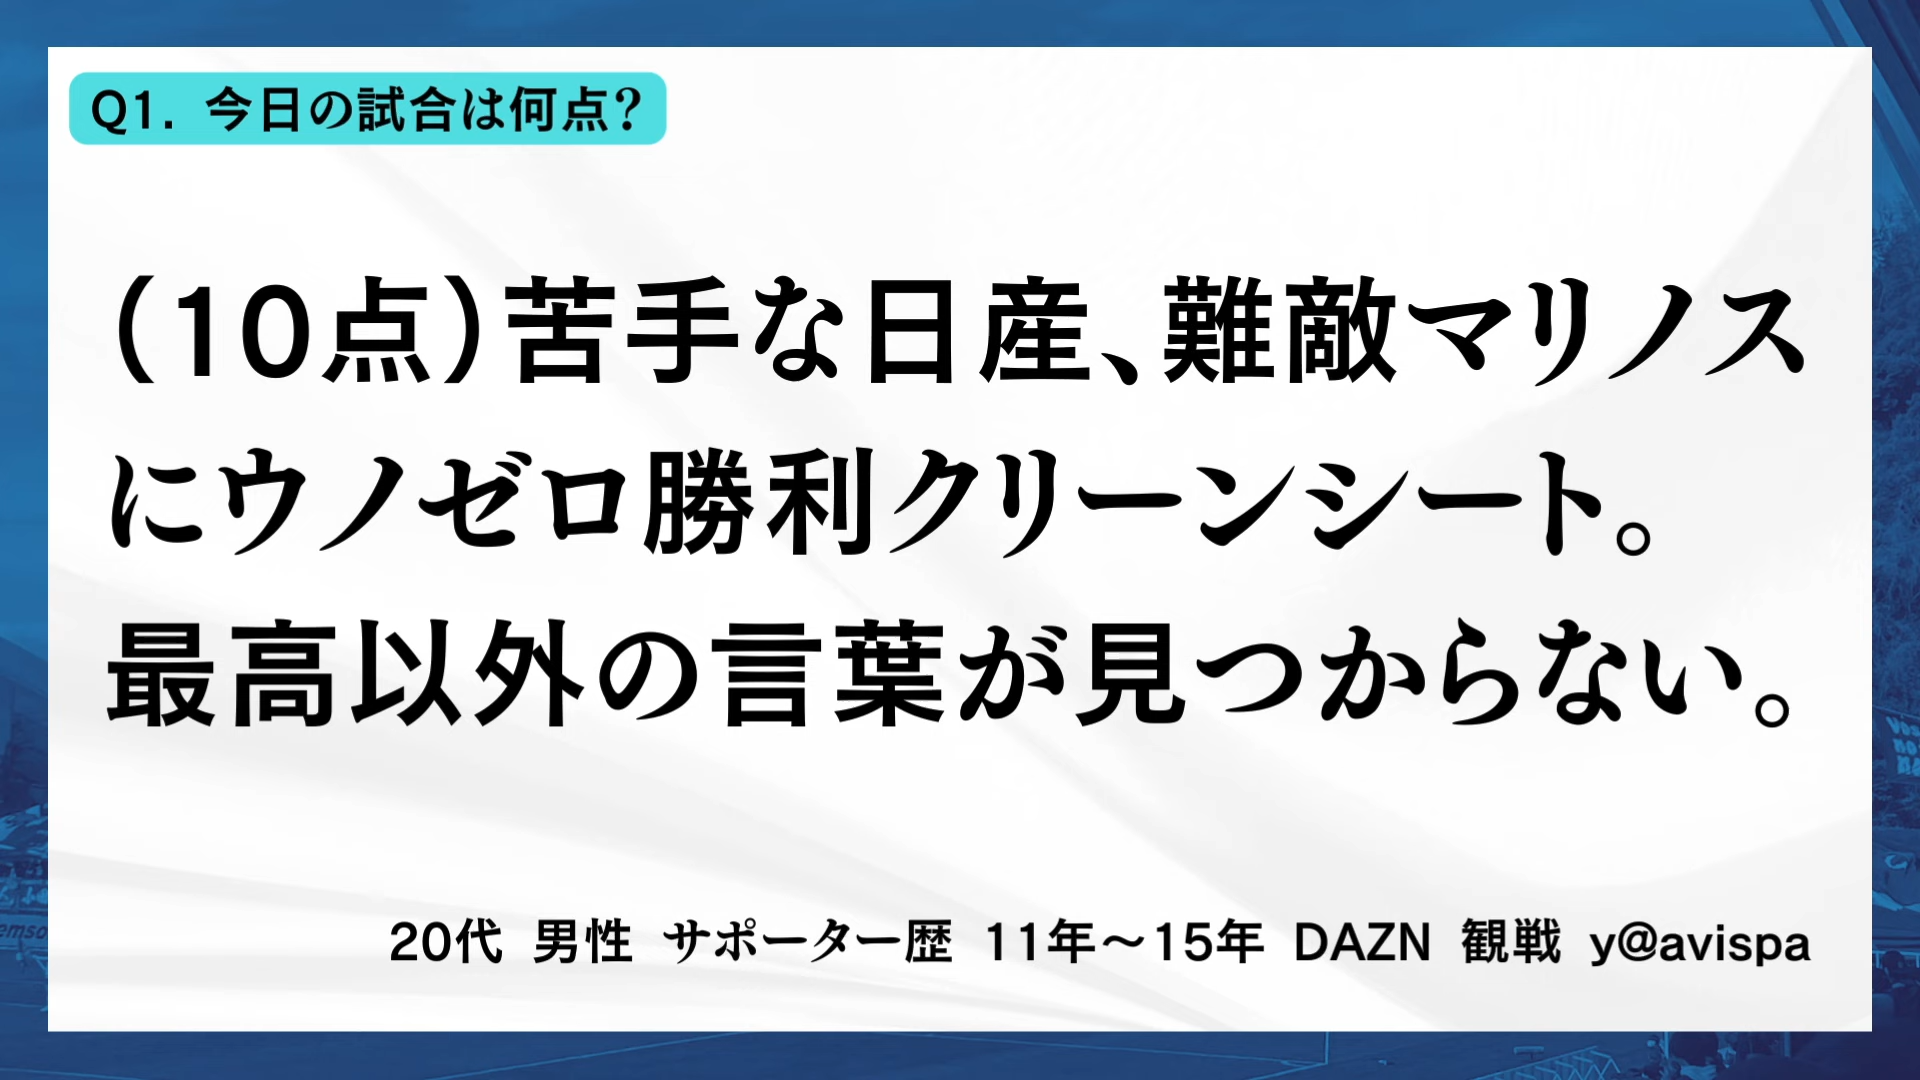 Q1. 今日の試合は何点？
（10点）苦手な日産、難敵マリノス
にウノゼロ勝利クリーンシート。
最高以外の言葉が見つからない。
20代 男性 サポーター歴 11年～15年 DAZN 観戦 y@avispa